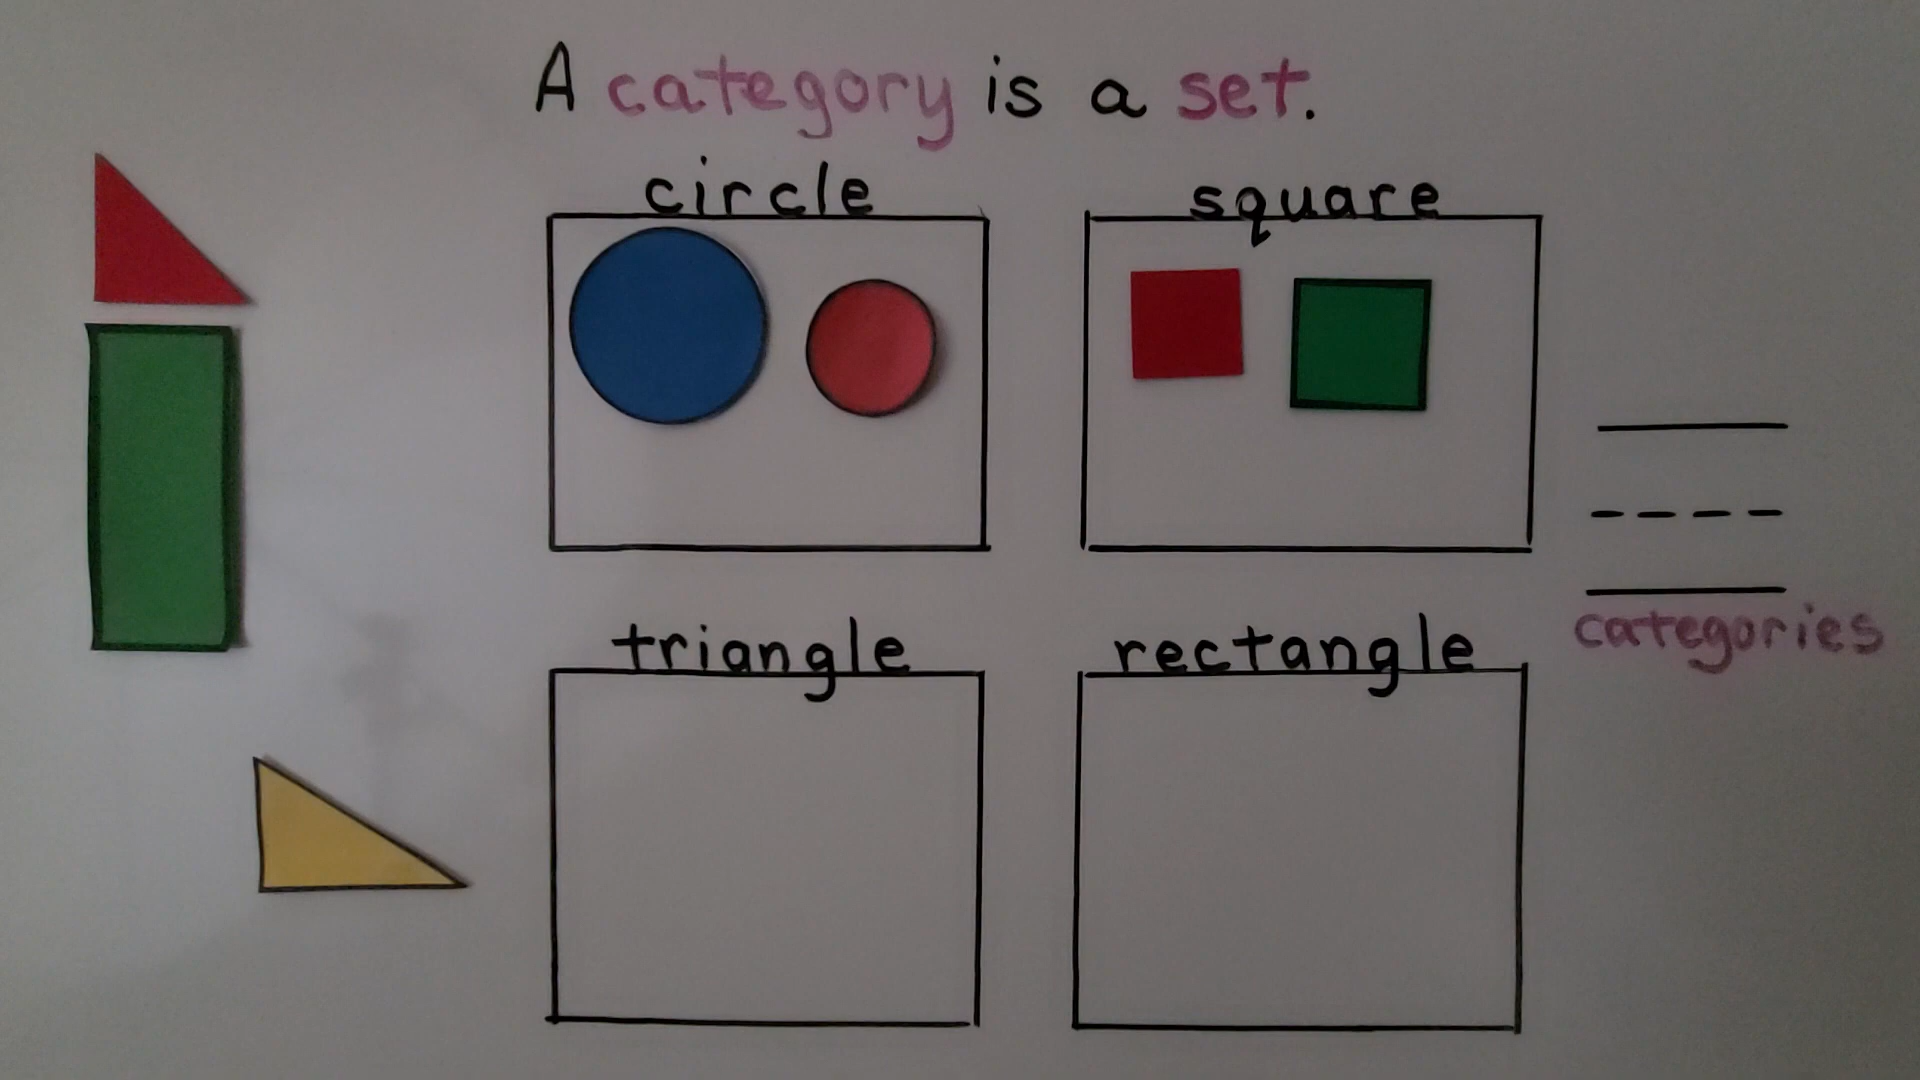 A category is a set.
circle
square
triangle
rectangle
categories